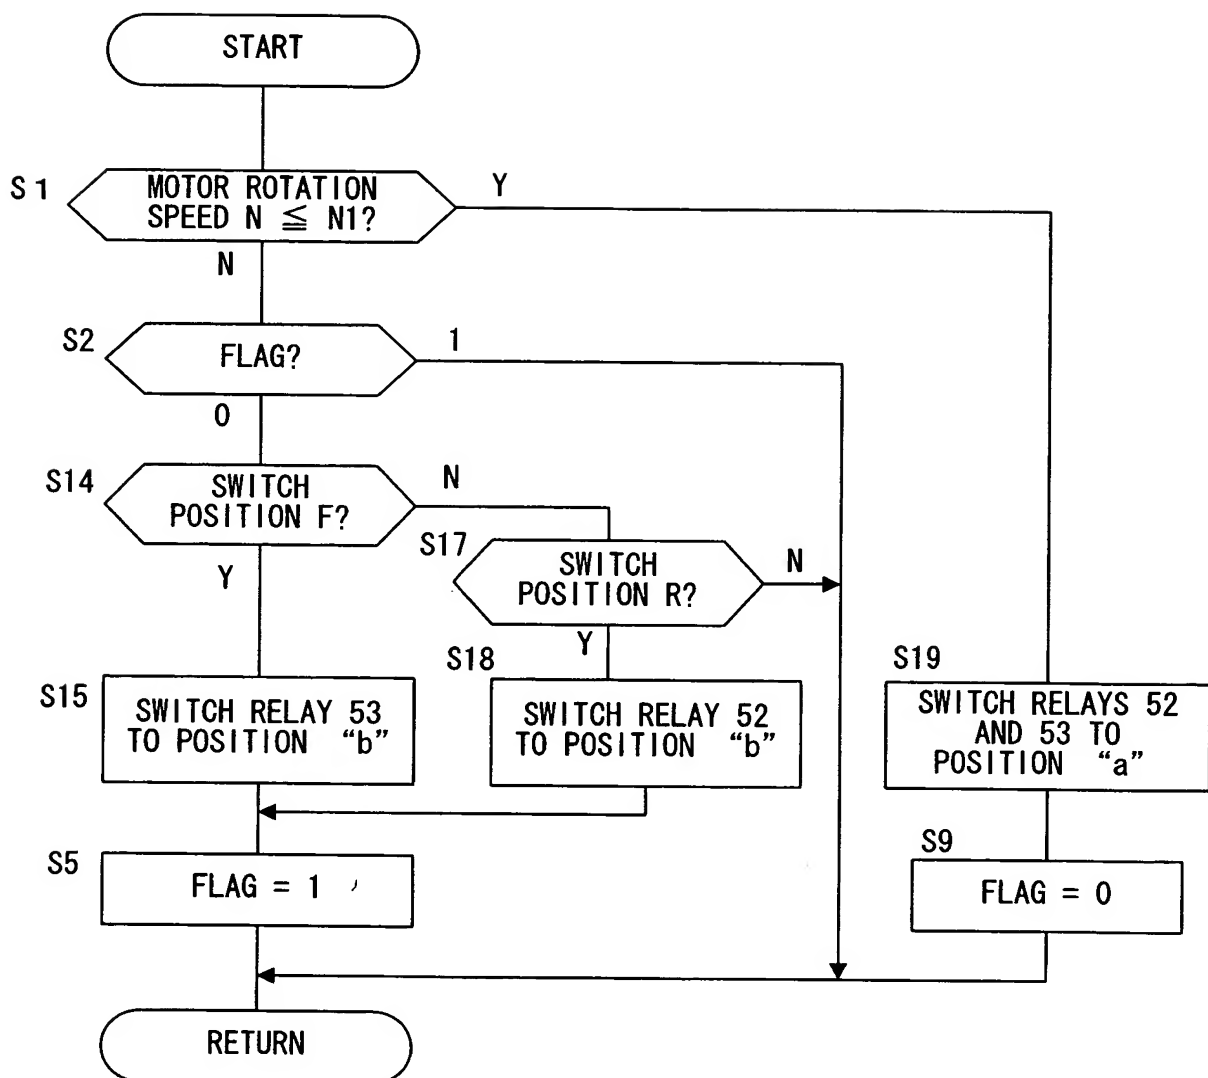 START
S1
MOTOR ROTATION
SPEED N ≦ N1?
Y
N
S2
FLAG?
1
0
S14
SWITCH
POSITION F?
N
Y
S17
SWITCH
POSITION R?
N
Y
S15
SWITCH RELAY 53
TO POSITION "b"
S18
SWITCH RELAY 52
TO POSITION "b"
S19
SWITCH RELAYS 52
AND 53 TO
POSITION "a"
S5
FLAG = 1
S9
FLAG = 0
RETURN